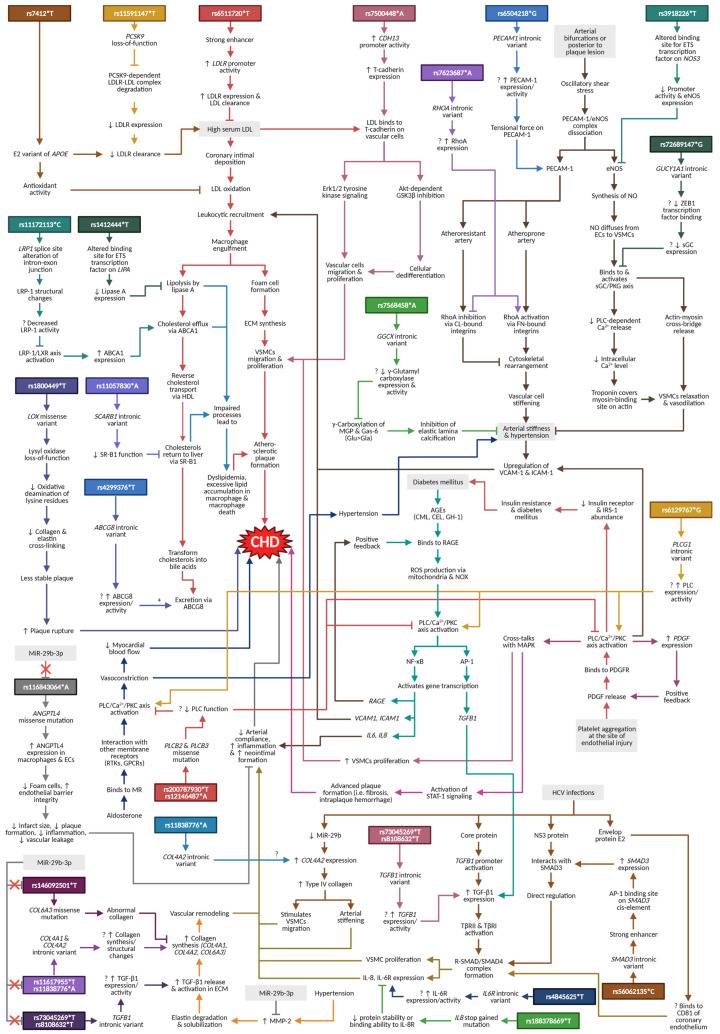 rs7412*T
rs11591147*T
rs6511720*T
rs7500448*A
rs6504218*G
Arterial
bifurcations or
posterior to
plaque lesion
rs3918226*T
PCSK9
loss-of-function
PCSK9-dependent
LDLR-LDL complex
degradation
↓ LDLR expression
↓ LDLR clearance
E2 variant of APOE
Antioxidant
activity
Strong enhancer
↑ LDLR promoter
activity
↑ LDLR expression &
LDL clearance
High serum LDL
Coronary intimal
deposition
LDL oxidation
Leukocytic recruitment
Macrophage
engulfment
↑ CDH13
promoter activity
↑ T-cadherin
expression
LDL binds to
T-cadherin on
vascular cells
Erk1/2 tyrosine
kinase signaling
Akt-dependent
GSK3β inhibition
Vascular cells
migration &
proliferation
Cellular
dedifferentiation
rs7623687*A
RHOA intronic
variant
? ↑ RhoA
expression
PECAM1 intronic
variant
? ↑ PECAM-1
expression/
activity
Tensional force on
PECAM-1
PECAM-1
Oscillatory shear
stress
PECAM-1/eNOS
complex
dissociation
eNOS
Altered binding
site for ETS
transcription
factor on NOS3
↓ Promoter
activity & eNOS
expression
rs72689147*G
GUCY1A1 intronic
variant
? ↓ ZEB1
transcription
factor binding
? ↓ sGC
expression
Synthesis of NO
NO diffuses from
ECs to VSMCs
Binds to &
activates
sGC/PKG axis
↓ PLC-dependent
Ca²⁺ release
↓ Intracellular
Ca²⁺ level
Troponin covers
myosin-binding
site on actin
Actin-myosin
cross-bridge
release
VSMCs relaxation
& vasodilation
Atheroresistant
artery
Atheroprone
artery
RhoA inhibition
via CL-bound
integrins
RhoA activation
via FN-bound
integrins
Cytoskeletal
rearrangement
Vascular cell
stiffening
Arterial stiffness
& hypertension
Upregulation of
VCAM-1 & ICAM-1
rs11172113*C
rs1412444*T
LRP1 splice site
alteration of
intron-exon
junction
LRP-1 structural
changes
? Decreased
LRP-1 activity
LRP-1/LXR axis
activation
Altered binding
site for ETS
transcription
factor on LIPA
↓ Lipase A
expression
↑ ABCA1
expression
Lipolysis by
lipase A
Cholesterol efflux
via ABCA1
Reverse
cholesterol
transport
via HDL
Cholesterols
return to liver
via SR-B1
Transform
cholesterols into
bile acids
Excretion via
ABCG8
Foam cell
formation
ECM synthesis
VSMCs
migration &
proliferation
Athero-
sclerotic
plaque
formation
Impaired
processes
lead to
Dyslipidemia,
excessive lipid
accumulation in
macrophage &
macrophage
death
CHD
rs7568458*A
GGCX intronic
variant
? ↓ γ-Glutamyl
carboxylase
expression &
activity
γ-Carboxylation of
MGP & Gas-6
(Glu>Gla)
Inhibition of
elastic lamina
calcification
rs1800449*T
LOX missense
variant
Lysyl oxidase
loss-of-function
↓ Oxidative
deamination of
lysine residues
↓ Collagen &
elastin
cross-linking
Less stable plaque
↑ Plaque rupture
rs11057830*A
SCARB1 intronic
variant
↓ SR-B1 function
rs4299376*T
ABCG8 intronic
variant
? ↑ ABCG8
expression/
activity
+
Hypertension
Positive
feedback
Diabetes mellitus
AGEs
(CML, CEL, GH-1)
Binds to RAGE
ROS production via
mitochondria & NOX
PLC/Ca²⁺/PKC
axis activation
NF-κB
AP-1
Activates gene transcription
RAGE
VCAM1, ICAM1
IL6, IL8
TGFB1
Insulin resistance
& diabetes
mellitus
↓ Insulin receptor
& IRS-1
abundance
rs6129767*G
PLCG1
intronic
variant
? ↑ PLC
expression/
activity
Cross-talks
with MAPK
PLC/Ca²⁺/PKC
axis activation
Binds to PDGFR
PDGF release
Platelet aggregation
at the site of
endothelial injury
↑ PDGF
expression
Positive
feedback
MiR-29b-3p
rs116843064*A
ANGPTL4
missense mutation
↑ ANGPTL4
expression in
macrophages & ECs
↓ Foam cells, ↑
endothelial barrier
integrity
↓ Infarct size, ↓ plaque
formation, ↓ inflammation,
↓ vascular leakage
↓ Myocardial
blood flow
Vasoconstriction
PLC/Ca²⁺/PKC axis
activation
Interaction with
other membrane
receptors
(RTKs, GPCRs)
Binds to MR
Aldosterone
? ↓ PLC function
PLCB2 & PLCB3
missense
mutation
rs200787930*T
rs12146487*A
↓ Arterial
compliance,
↑ inflammation
& ↑ neointimal
formation
↑ VSMCs proliferation
Advanced plaque
formation (i.e. fibrosis,
intraplaque hemorrhage)
Activation of
STAT-1 signaling
HCV infections
rs11838776*A
COL4A2 intronic
variant
?
↓ MiR-29b
↑ COL4A2 expression
↑ Type IV collagen
Stimulates
VSMCs
migration
Arterial
stiffening
rs73045269*T
rs8108632*T
TGFB1 intronic
variant
? ↑ TGFB1
expression/
activity
Core protein
TGFB1 promoter
activation
↑ TGF-β1
expression
TβRII & TβRI
activation
R-SMAD/SMAD4
complex
formation
NS3 protein
Interacts with
SMAD3
Direct regulation
Envelop
protein E2
↑ SMAD3
expression
AP-1 binding site
on SMAD3
cis-element
Strong enhancer
SMAD3 intronic
variant
rs56062135*C
? Binds to
CD81 of
coronary
endothelium
MiR-29b-3p
rs146092501*T
COL6A3 missense
mutation
Abnormal
collagen
Vascular remodeling
COL4A1 &
COL4A2
intronic variant
? ↑ Collagen
synthesis/
structural
changes
↑ Collagen
synthesis (COL4A1,
COL4A2, COL6A3)
rs11617955*T
rs11838776*A
? ↑ TGF-β1
expression/
activity
↑ TGF-β1 release
& activation in ECM
rs73045269*T
rs8108632*T
TGFB1
intronic variant
Elastin degradation
& solubilization
MiR-29b-3p
↑ MMP-2
Hypertension
VSMC proliferation
IL-8, IL-6R expression
? ↑ IL-6R
expression/activity
IL6R intronic
variant
rs4845625*T
↓ protein stability or
binding ability to IL-8R
IL8 stop gained
mutation
rs188378669*T